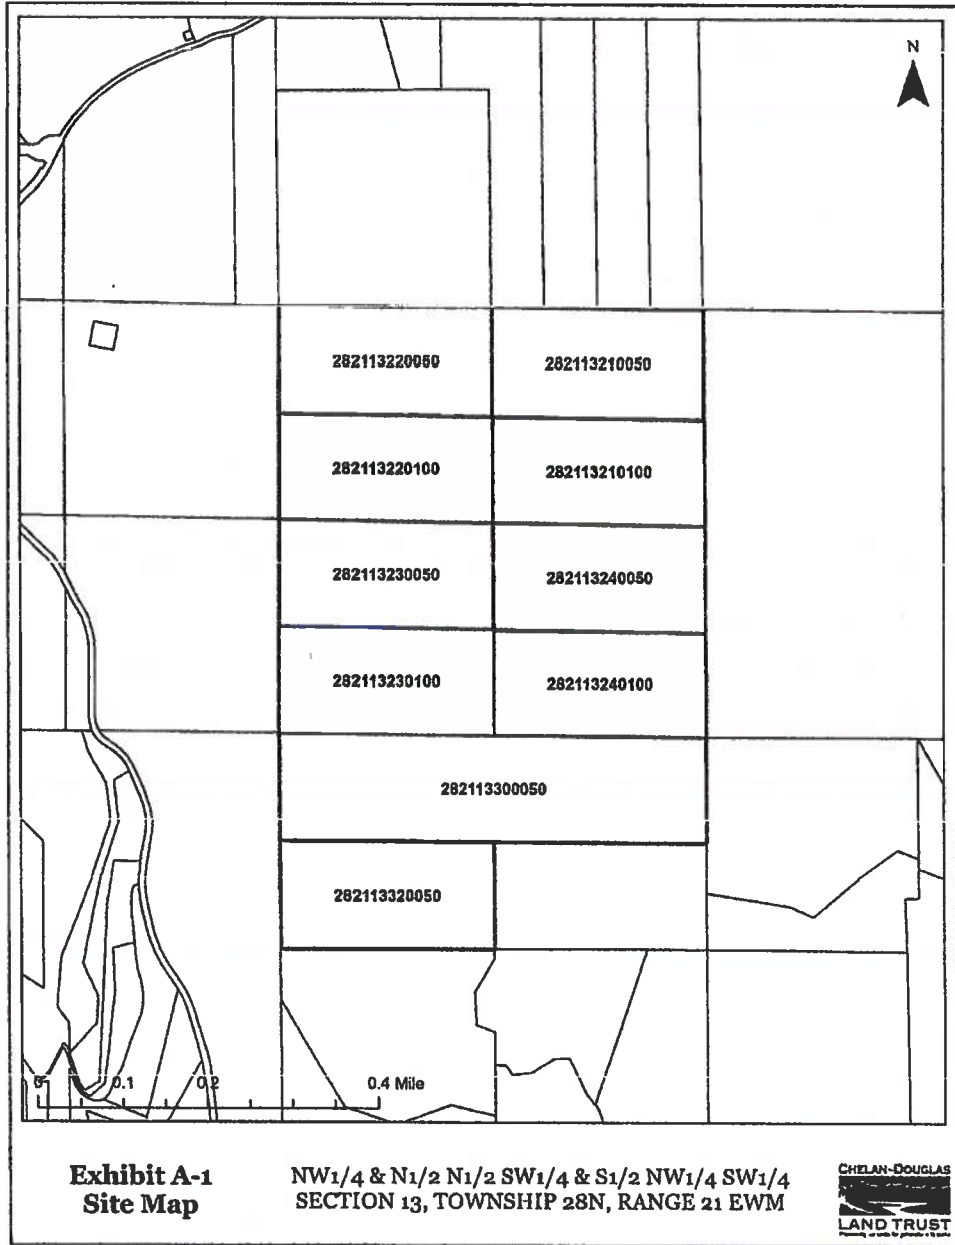 N
282113220050
282113210050
282113220100
282113210100
282113230050
282113240050
282113230100
282113240100
282113300050
282113320050
0 0.1 0.2 0.4 Mile
Exhibit A-1
Site Map
NW1/4 & N1/2 N1/2 SW1/4 & S1/2 NW1/4 SW1/4
SECTION 13, TOWNSHIP 28N, RANGE 21 EWM
CHELAN-DOUGLAS
LAND TRUST